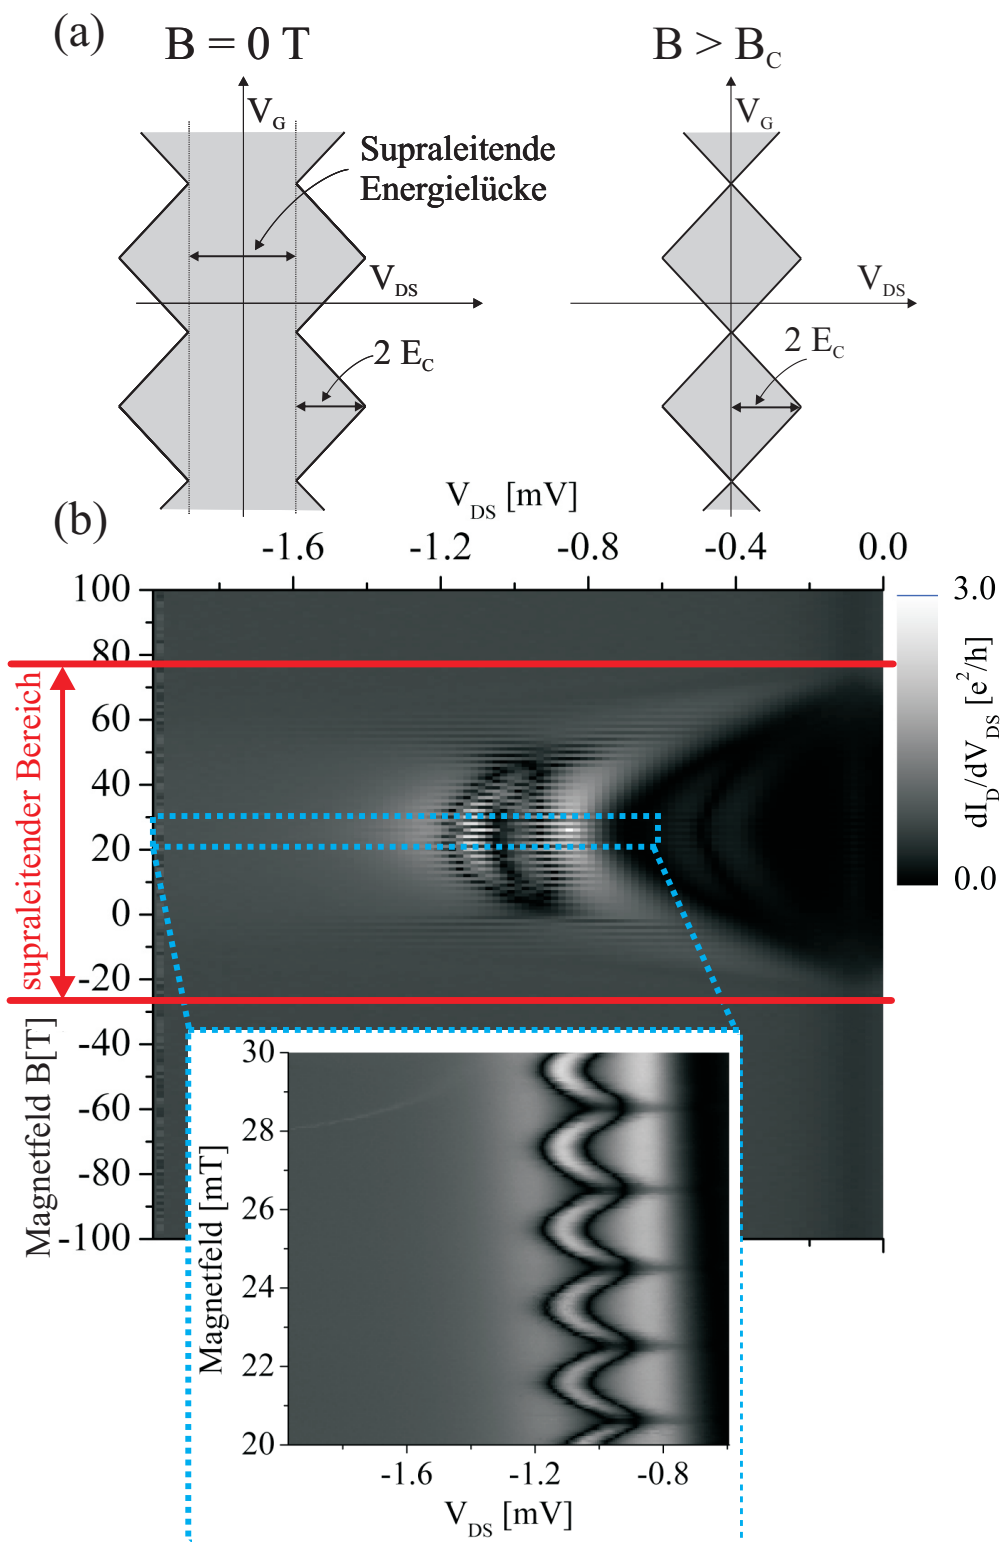 (a)
B = 0 T
B > B_C
V_G
V_G
Supraleitende
Energielücke
V_DS
V_DS
2 E_C
2 E_C
V_DS [mV]
(b)
-1.6 -1.2 -0.8 -0.4 0.0
100
80
60
40
20
0
-20
-40
-60
-80
-100
supraleitender Bereich
Magnetfeld B[T]
3.0
0.0
dI_D/dV_DS [e²/h]
30
28
26
24
22
20
Magnetfeld [mT]
-1.6 -1.2 -0.8
V_DS [mV]